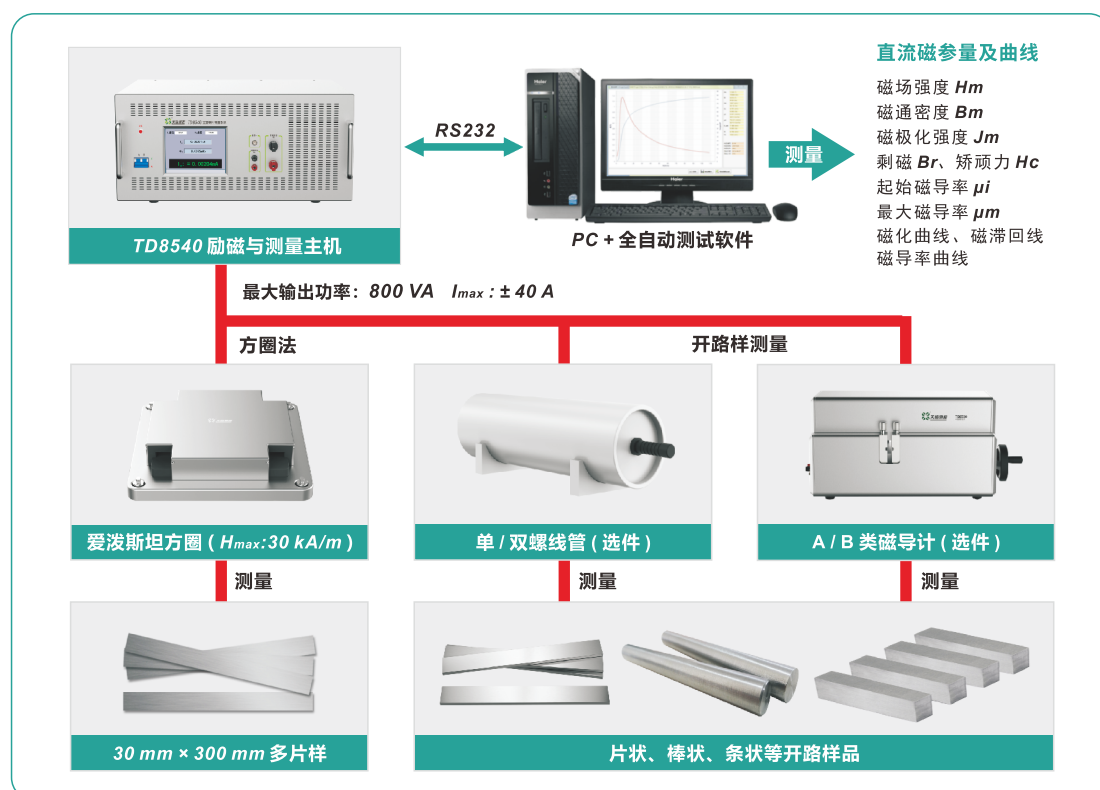 直流磁参量及曲线
磁场强度 Hm
磁通密度 Bm
磁极化强度 Jm
剩磁 Br、矫顽力 Hc
起始磁导率 μi
最大磁导率 μm
磁化曲线、磁滞回线
磁导率曲线
RS232
Haier
Haier
测量
TD8540 励磁与测量主机
PC + 全自动测试软件
最大输出功率：800 VA Imax : ± 40 A
方圈法
开路样测量
爱泼斯坦方圈 ( Hmax:30 kA/m )
单 / 双螺线管 ( 选件 )
A / B 类磁导计 ( 选件 )
测量
测量
测量
30 mm × 300 mm 多片样
片状、棒状、条状等开路样品